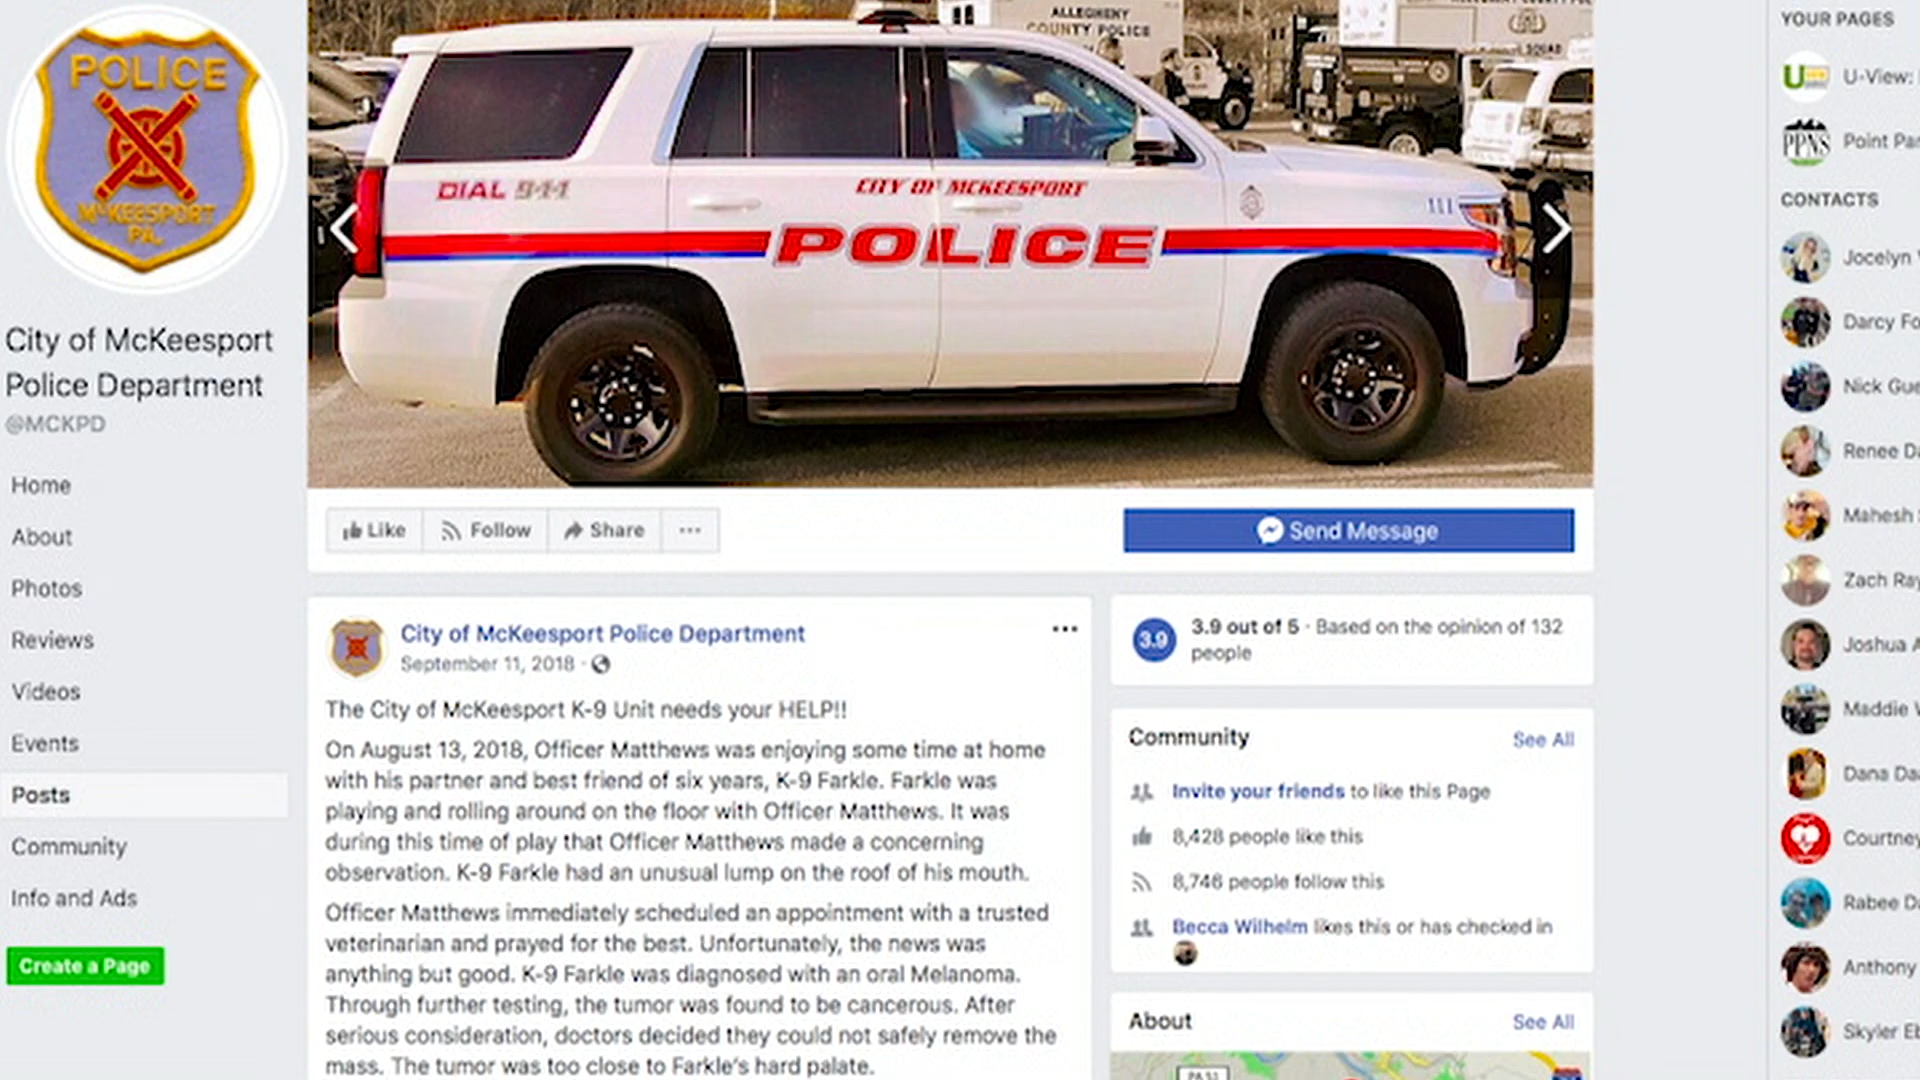 POLICE
McKEESPORT
PA.
City of McKeesport
Police Department
@MCKPD
Home
About
Photos
Reviews
Videos
Events
Posts
Community
Info and Ads
Create a Page
ALLEGHENY
COUNTY POLICE
DIAL 911
CITY OF MCKEESPORT
POLICE
Like
Follow
Share
Send Message
City of McKeesport Police Department
September 11, 2018
The City of McKeesport K-9 Unit needs your HELP!!
On August 13, 2018, Officer Matthews was enjoying some time at home
with his partner and best friend of six years, K-9 Farkle. Farkle was
playing and rolling around on the floor with Officer Matthews. It was
during this time of play that Officer Matthews made a concerning
observation. K-9 Farkle had an unusual lump on the roof of his mouth.
Officer Matthews immediately scheduled an appointment with a trusted
veterinarian and prayed for the best. Unfortunately, the news was
anything but good. K-9 Farkle was diagnosed with an oral Melanoma.
Through further testing, the tumor was found to be cancerous. After
serious consideration, doctors decided they could not safely remove the
mass. The tumor was too close to Farkle's hard palate.
3.9
3.9 out of 5 · Based on the opinion of 132
people
Community
See All
Invite your friends to like this Page
8,428 people like this
8,746 people follow this
Becca Wilhelm likes this or has checked in
About
See All
PA 51
YOUR PAGES
U-View:
PPNS
Point Par
CONTACTS
Jocelyn
Darcy Fo
Nick Gue
Renee Da
Mahesh
Zach Ray
Joshua A
Maddie
Dana Da
Courtney
Rabee Da
Anthony
Skyler Eb